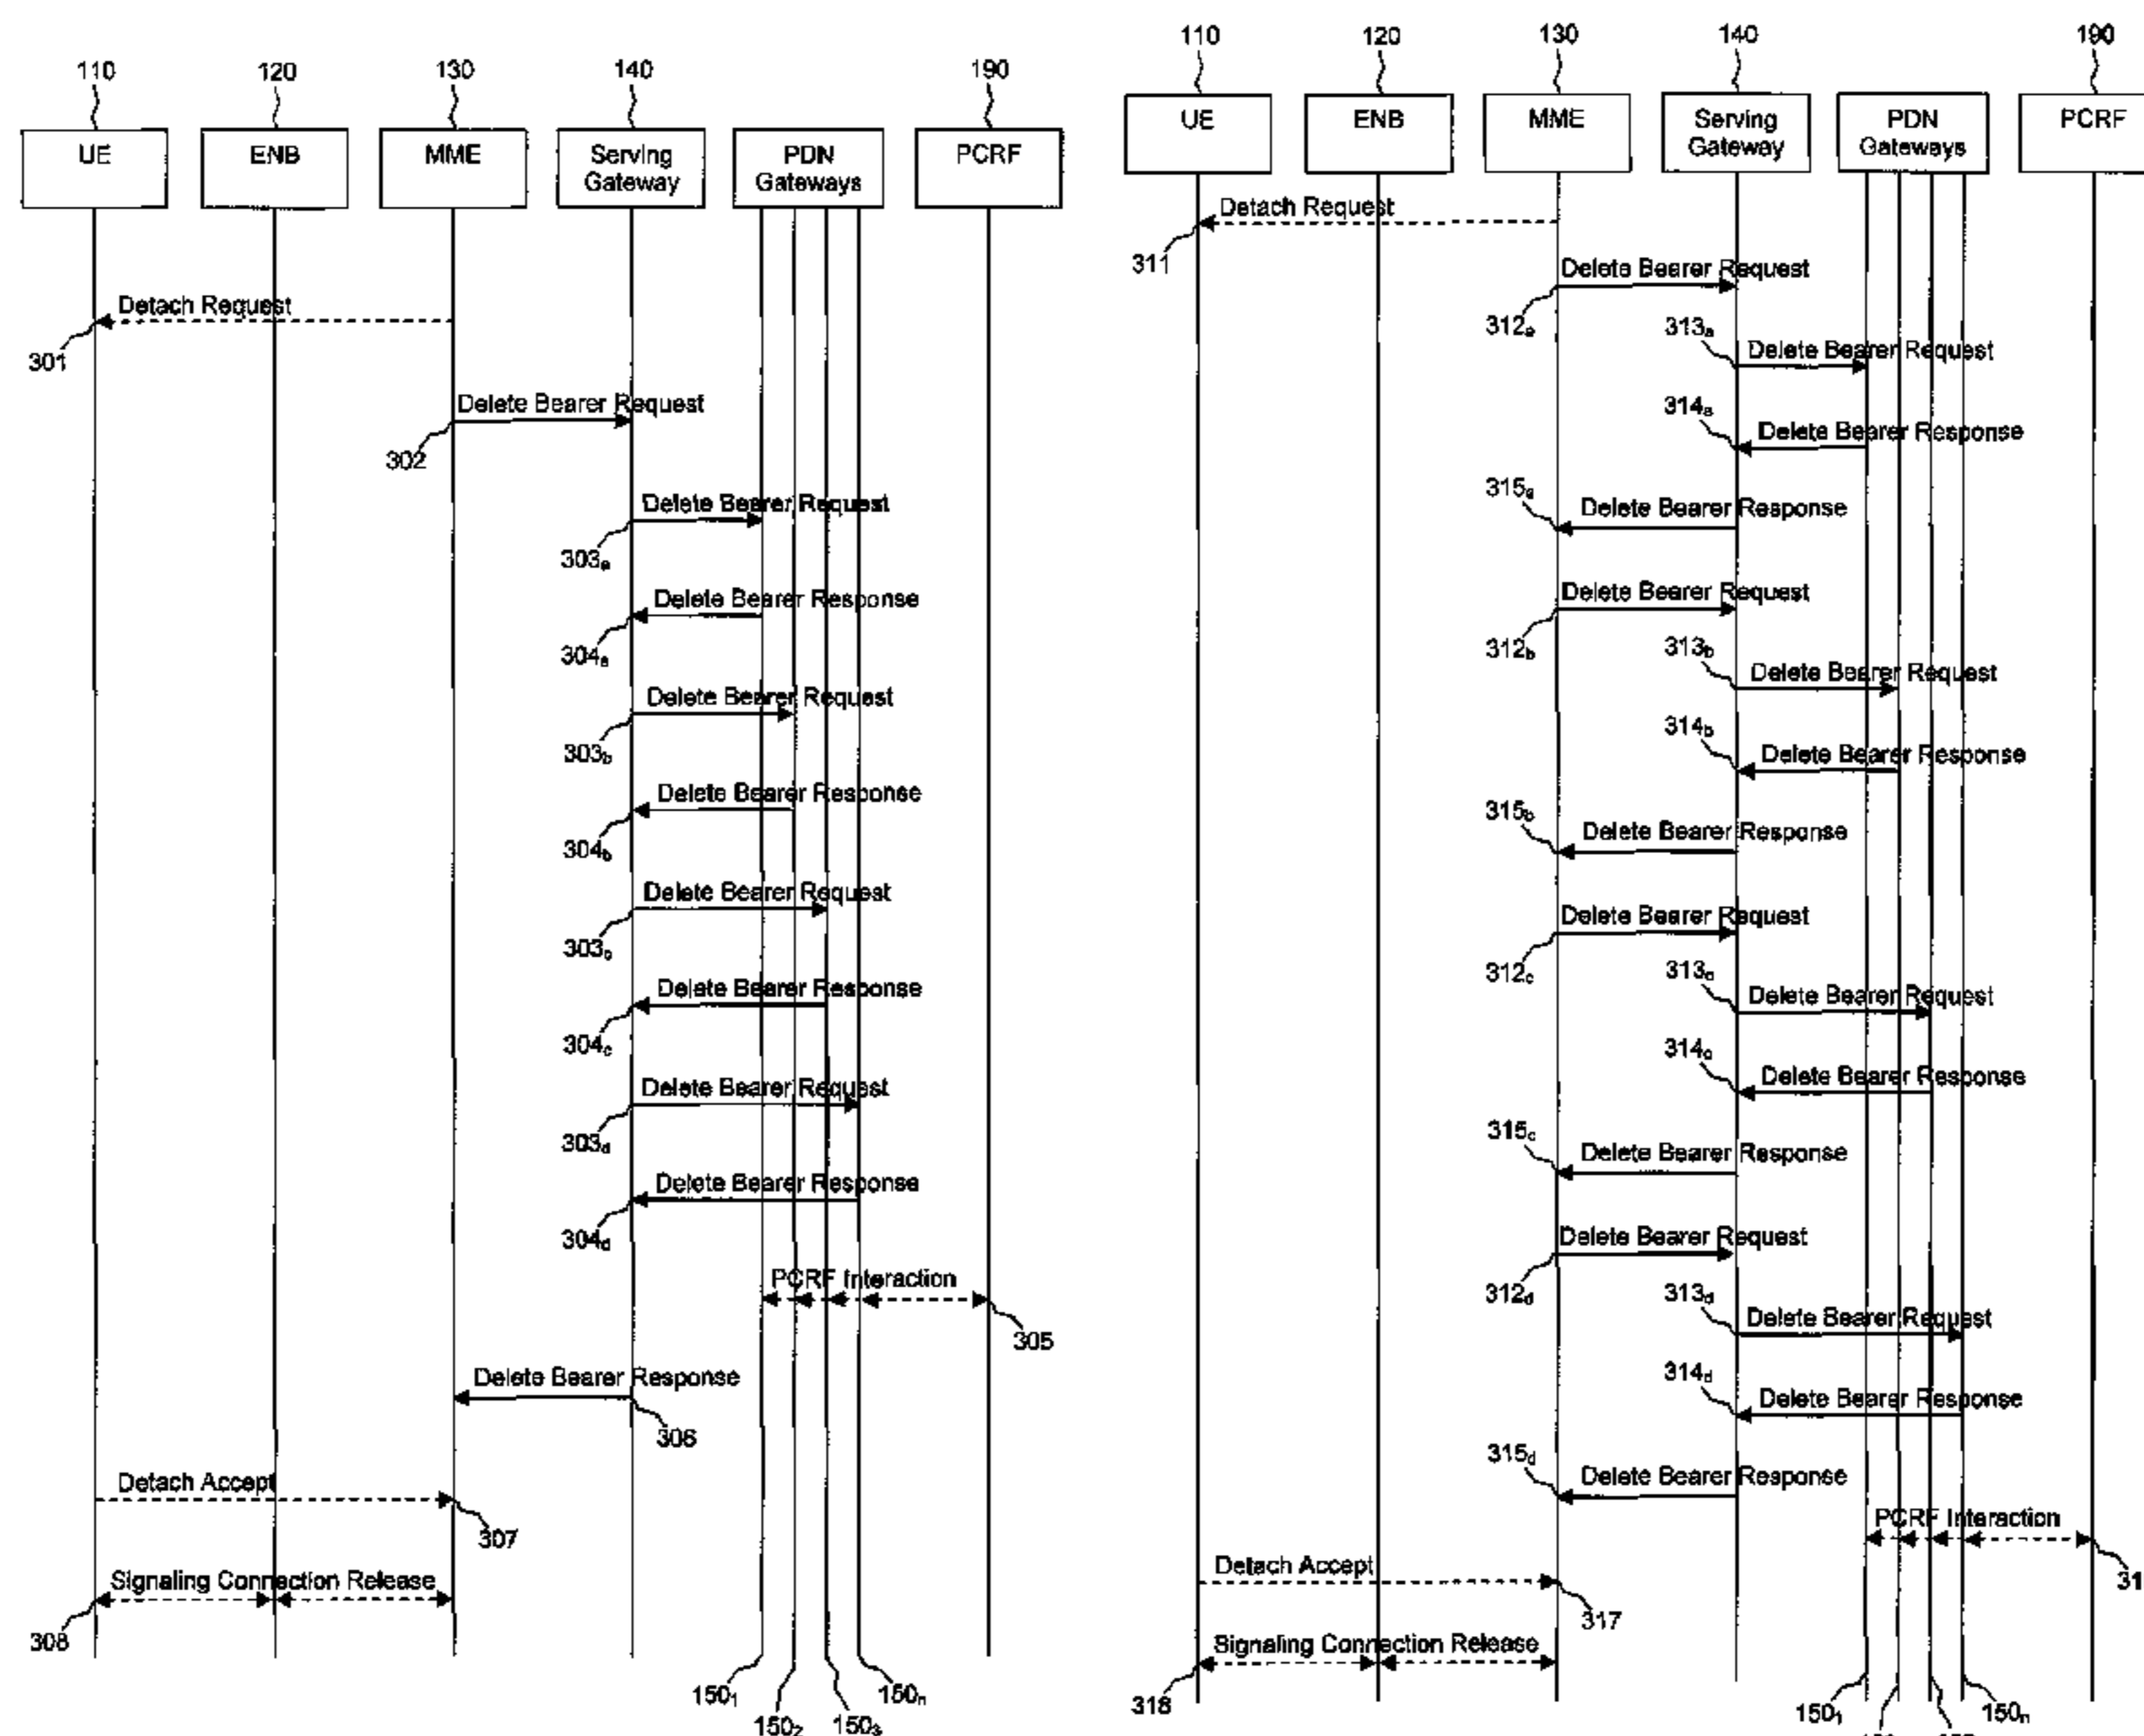 110 120 130 140 190
UE ENB MME Serving Gateway PDN Gateways PCRF
Detach Request
301
Delete Bearer Request
302
Delete Bearer Request
303a
Delete Bearer Response
304a
Delete Bearer Request
303b
Delete Bearer Response
304b
Delete Bearer Request
303c
Delete Bearer Response
304c
Delete Bearer Request
303d
Delete Bearer Response
304d
PCRF Interaction
305
Delete Bearer Response
306
Detach Accept
307
Signaling Connection Release
308
150₁ 150₂ 150₃ 150ₙ
110 120 130 140 190
UE ENB MME Serving Gateway PDN Gateways PCRF
Detach Request
311
Delete Bearer Request
312a
313a
Delete Bearer Request
314a
Delete Bearer Response
315a
Delete Bearer Response
Delete Bearer Request
312b
313b
Delete Bearer Request
314b
Delete Bearer Response
315b
Delete Bearer Response
Delete Bearer Request
312c
313c
Delete Bearer Request
314c
Delete Bearer Response
315c
Delete Bearer Response
Delete Bearer Request
312d
313d
Delete Bearer Request
314d
Delete Bearer Response
315d
Delete Bearer Response
PCRF Interaction
31
Detach Accept
317
Signaling Connection Release
318
150₁ 150ₙ